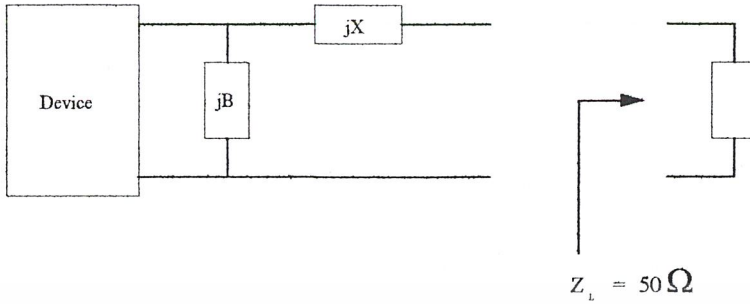 jX
Device
jB
Z_L = 50 Ω